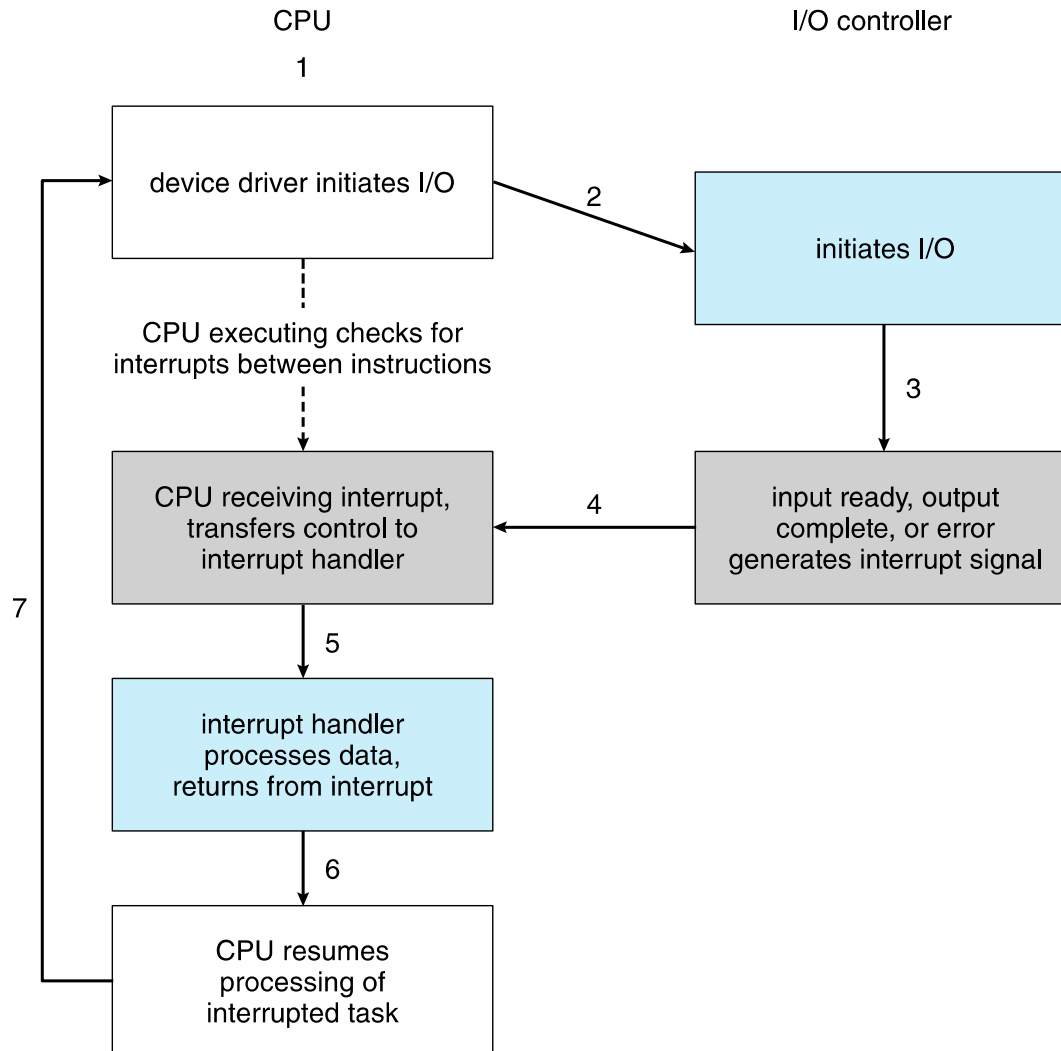 CPU
I/O controller
1
device driver initiates I/O
2
initiates I/O
CPU executing checks for
interrupts between instructions
3
CPU receiving interrupt,
transfers control to
interrupt handler
4
input ready, output
complete, or error
generates interrupt signal
7
5
interrupt handler
processes data,
returns from interrupt
6
CPU resumes
processing of
interrupted task